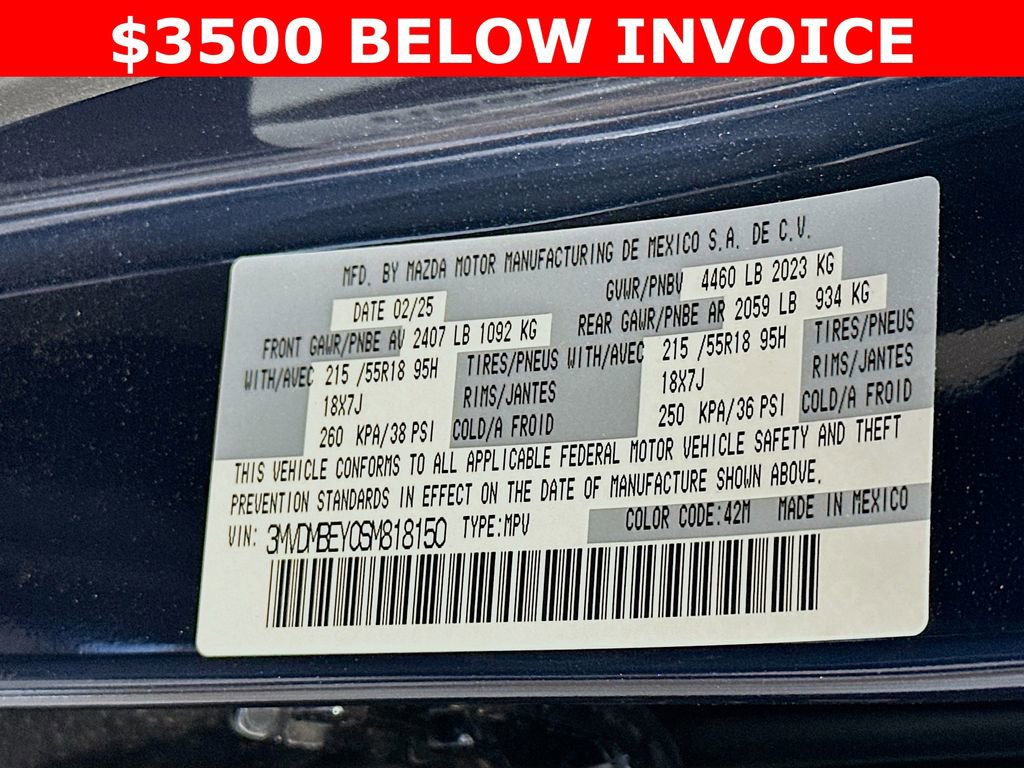 $3500 BELOW INVOICE
MFD. BY MAZDA MOTOR MANUFACTURING DE MEXICO S.A. DE C.V.
DATE 02/25 GVWR/PNBV 4460 LB 2023 KG
FRONT GAWR/PNBE AV 2407 LB 1092 KG REAR GAWR/PNBE AR 2059 LB 934 KG
WITH/AVEC 215 /55R18 95H TIRES/PNEUS WITH/AVEC 215 /55R18 95H TIRES/PNEUS
18X7J RIMS/JANTES 18X7J RIMS/JANTES
260 KPA/38 PSI COLD/A FROID 250 KPA/36 PSI COLD/A FROID
THIS VEHICLE CONFORMS TO ALL APPLICABLE FEDERAL MOTOR VEHICLE SAFETY AND THEFT
PREVENTION STANDARDS IN EFFECT ON THE DATE OF MANUFACTURE SHOWN ABOVE.
VIN: 3MVDMBEY0SM818150 TYPE:MPV COLOR CODE:42M MADE IN MEXICO